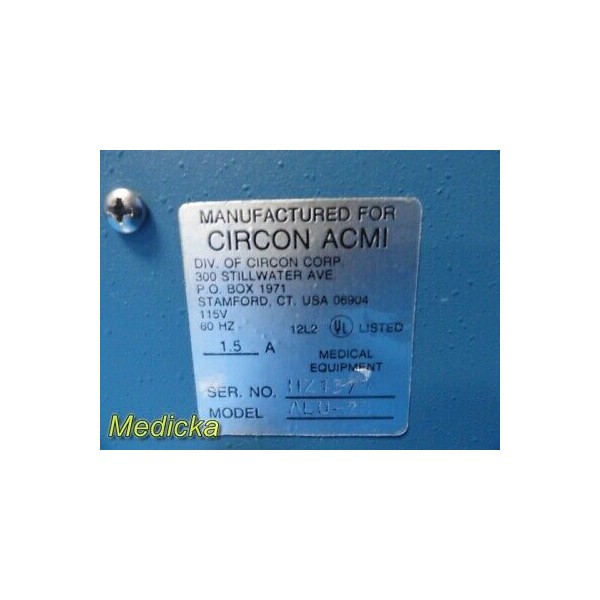 MANUFACTURED FOR
CIRCON ACMI
DIV. OF CIRCON CORP.
300 STILLWATER AVE.
P.O. BOX 1971
STAMFORD, CT. USA 06904
115V
60 HZ 12L2 UL LISTED
1.5 A MEDICAL
EQUIPMENT
SER. NO.
MODEL
Medicka